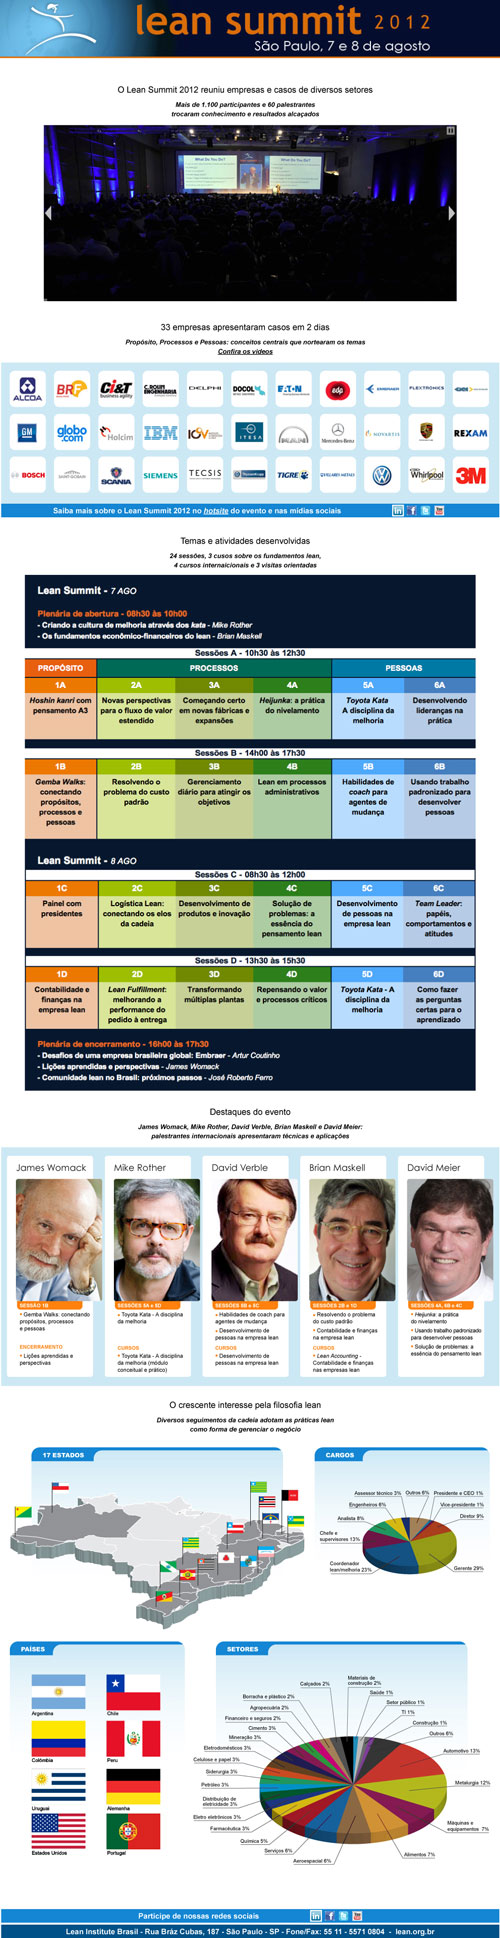 lean summit 2012
São Paulo, 7 e 8 de agosto
O Lean Summit 2012 reuniu empresas e casos de diversos setores
Mais de 1.100 participantes e 60 palestrantes
trocaram conhecimento e resultados alcaçados
What Do You Do?
What Do You Do?
33 empresas apresentaram casos em 2 dias
Propósito, Processos e Pessoas: conceitos centrais que nortearam os temas
Confira os vídeos
ALCOA
BRF
CI&T
business agility
C.ROLIM
ENGENHARIA
DELPHI
DOCOL
EATON
edp
EMBRAER
FLEXTRONICS
GM
globo
.com
Holcim
IBM
IGV
ITESA
MAN
Mercedes-Benz
NOVARTIS
PORSCHE
REXAM
BOSCH
SAINT-GOBAIN
SCANIA
SIEMENS
TECSIS
ThyssenKrupp
TIGRE
VILLARES METALS
Whirlpool
3M
Saiba mais sobre o Lean Summit 2012 no hotsite do evento e nas mídias sociais
Temas e atividades desenvolvidas
24 sessões, 3 cusos sobre os fundamentos lean,
4 cursos internaicionais e 3 visitas orientadas
Lean Summit - 7 AGO
Plenária de abertura - 08h30 às 10h00
- Criando a cultura de melhoria através dos kata - Mike Rother
- Os fundamentos econômico-financeiros do lean - Brian Maskell
Sessões A - 10h30 às 12h30
PROPÓSITO PROCESSOS PESSOAS
1A 2A 3A 4A 5A 6A
Hoshin kanri com pensamento A3
Novas perspectivas para o fluxo de valor estendido
Começando certo em novas fábricas e expansões
Heijunka: a prática do nivelamento
Toyota Kata A disciplina da melhoria
Desenvolvendo lideranças na prática
Sessões B - 14h00 às 17h30
1B 2B 3B 4B 5B 6B
Gemba Walks: conectando propósitos, processos e pessoas
Resolvendo o problema do custo padrão
Gerenciamento diário para atingir os objetivos
Lean em processos administrativos
Habilidades de coach para agentes de mudança
Usando trabalho padronizado para desenvolver pessoas
Lean Summit - 8 AGO
Sessões C - 08h30 às 12h00
1C 2C 3C 4C 5C 6C
Painel com presidentes
Logística Lean: conectando os elos da cadeia
Desenvolvimento de produtos e inovação
Solução de problemas: a essência do pensamento lean
Desenvolvimento de pessoas na empresa lean
Team Leader: papéis, comportamentos e atitudes
Sessões D - 13h30 às 15h30
1D 2D 3D 4D 5D 6D
Contabilidade e finanças na empresa lean
Lean Fulfillment: melhorando a performance do pedido à entrega
Transformando múltiplas plantas
Repensando o valor e processos críticos
Toyota Kata - A disciplina da melhoria
Como fazer as perguntas certas para o aprendizado
Plenária de encerramento - 16h00 às 17h30
- Desafios de uma empresa brasileira global: Embraer - Artur Coutinho
- Lições aprendidas e perspectivas - James Womack
- Comunidade lean no Brasil: próximos passos - José Roberto Ferro
Destaques do evento
James Womack, Mike Rother, David Verble, Brian Maskell e David Meier:
palestrantes internacionais apresentaram técnicas e aplicações
James Womack
SESSÃO 1B
Gemba Walks. conectando propósitos, processos e pessoas
ENCERRAMENTO
Lições aprendidas e perspectivas
Mike Rother
SESSÕES 5A e 5D
Toyota Kata - A disciplina da melhoria
CURSOS
Toyota Kata - A disciplina da melhoria (módulo conceitual e prático)
David Verble
SESSÕES 5B e 5C
Habilidades de coach para agentes de mudança
Desenvolvimento de pessoas na empresa lean
CURSOS
Desenvolvimento de pessoas na empresa lean
Brian Maskell
SESSÕES 2B e 1D
Resolvendo o problema do custo padrão
Contabilidade e finanças na empresa lean
CURSOS
Lean Accounting - Contabilidade e finanças nas empresas lean
David Meier
SESSÕES 4A, 6B e 4C
Heijunka: a prática do nivelamento
Usando trabalho padronizado para desenvolver pessoas
Solução de problemas: a essência do pensamento lean
O crescente interesse pela filosofia lean
Diversos seguimentos da cadeia adotam as práticas lean
como forma de gerenciar o negócio
17 ESTADOS
CARGOS
Assessor técnico 3%
Outros 6%
Presidente e CEO 1%
Vice-presidente 1%
Engenheiros 6%
Diretor 9%
Analista 8%
Chefe e supervisores 13%
Coordenador lean/melhoria 23%
Gerente 29%
PAÍSES
Argentina
Chile
Colômbia
Peru
Uruguai
Alemanha
Estados Unidos
Portugal
SETORES
Materiais de construção 2%
Calçados 2%
Saúde 1%
Borracha e plástico 2%
Setor público 1%
Agropecuária 2%
TI 1%
Financeiro e seguros 2%
Construção 1%
Cimento 3%
Outros 6%
Mineração 3%
Eletrodomésticos 3%
Automotivo 13%
Celulose e papel 3%
Siderurgia 3%
Petróleo 3%
Metalurgia 12%
Distribuição de eletricidade 3%
Eletro eletrônicos 3%
Farmacêutica 3%
Máquinas e equipamentos 7%
Química 5%
Serviços 6%
Alimentos 7%
Aeroespacial 6%
Participe de nossas redes sociais
Lean Institute Brasil - Rua Bráz Cubas, 187 - São Paulo - SP - Fone/Fax: 55 11 - 5571 0804 - lean.org.br